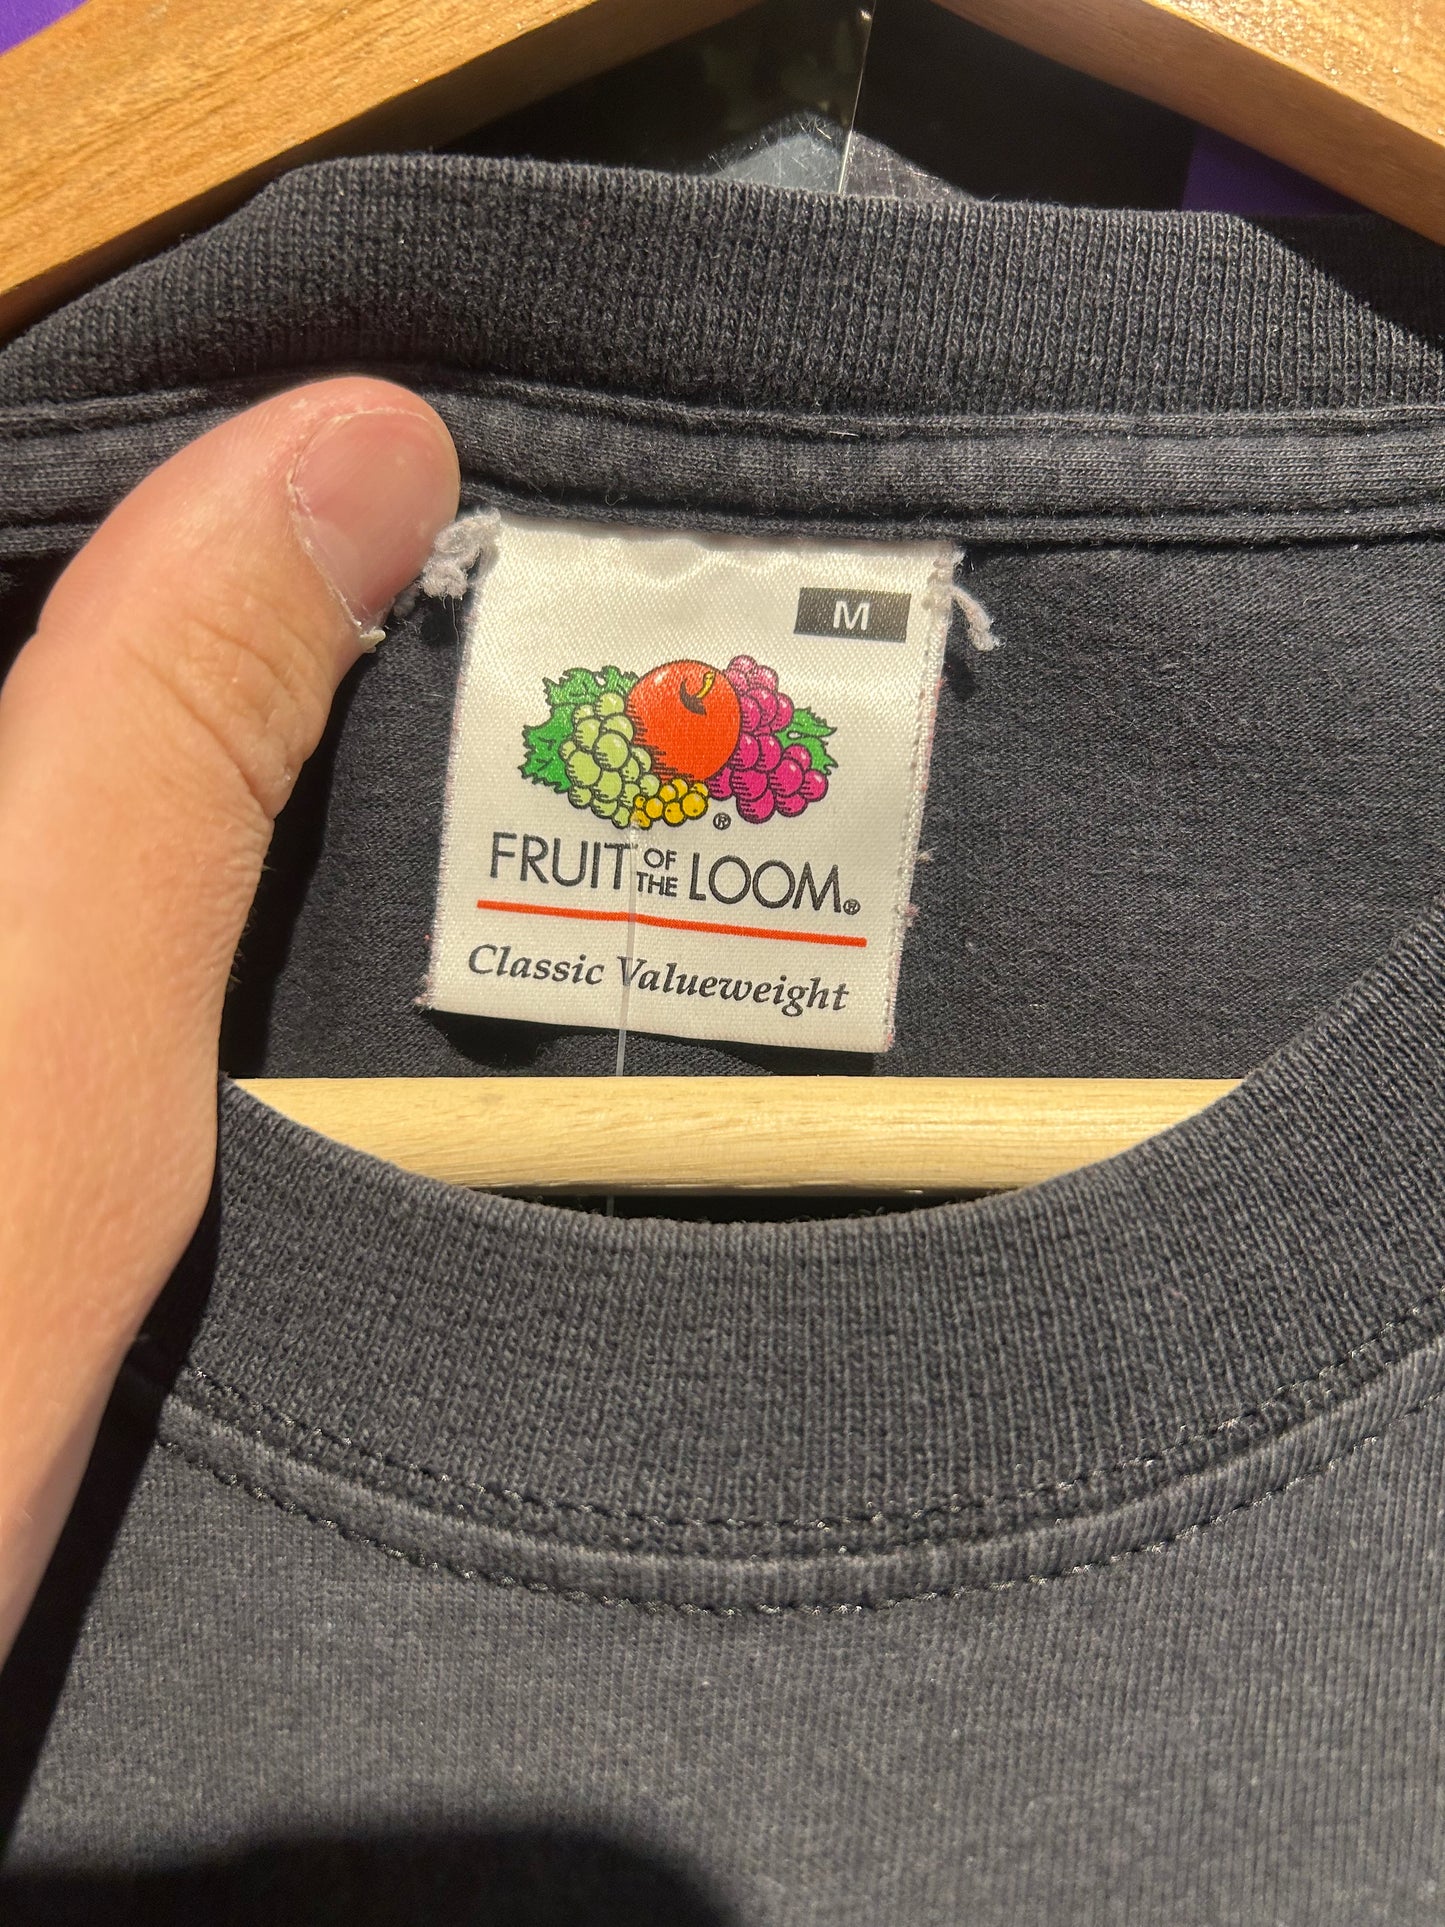 M
®
FRUIT OF THE LOOM®
Classic Valueweight